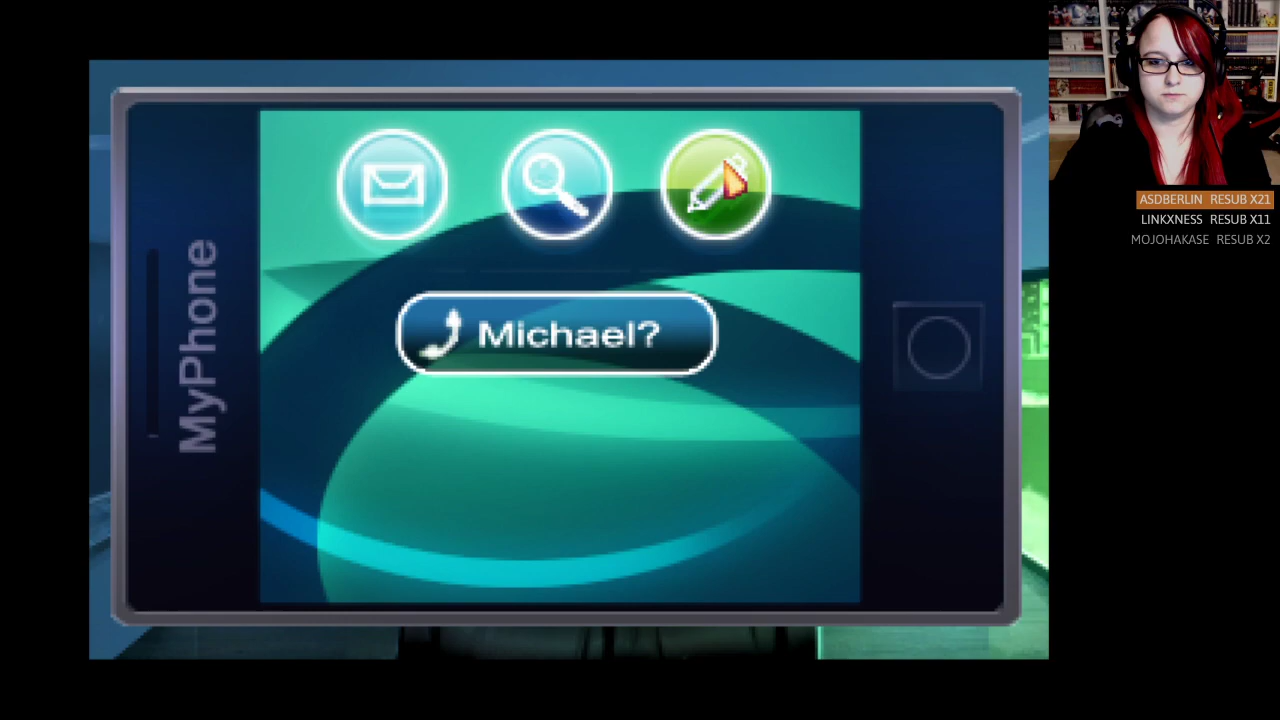 MyPhone
Michael?
ASDBERLIN RESUB X21
LINKXNESS RESUB X11
MOJOHAKASE RESUB X2